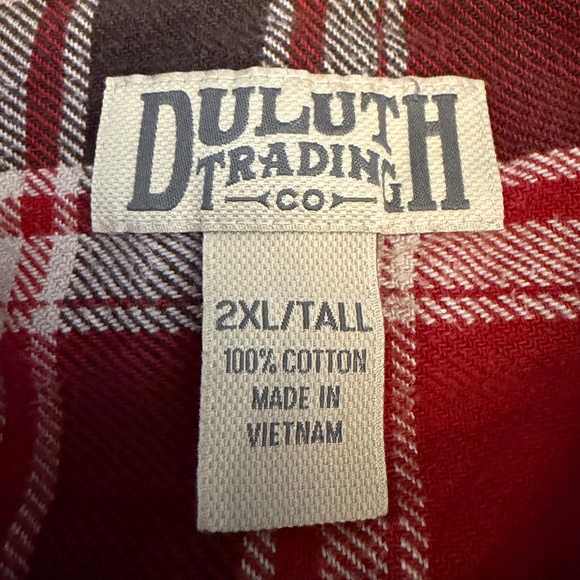 DULUTH
TRADING
CO
2XL/TALL
100% COTTON
MADE IN
VIETNAM